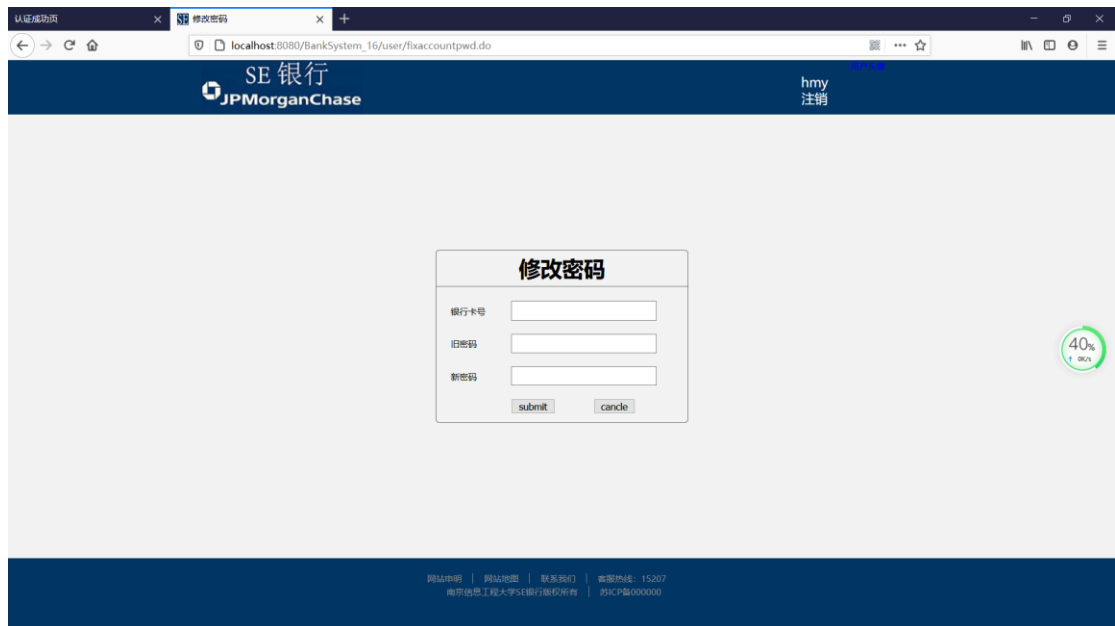 认证成功页
SE 修改密码
localhost:8080/BankSystem_16/user/fixaccountpwd.do
SE 银行
JPMorganChase
hmy
注销
修改密码
银行卡号
旧密码
新密码
submit cancle
40%
0K/s
网站申明 | 网站地图 | 联系我们 | 客服热线：15207
南京信息工程大学SE银行版权所有 | 苏ICP备000000